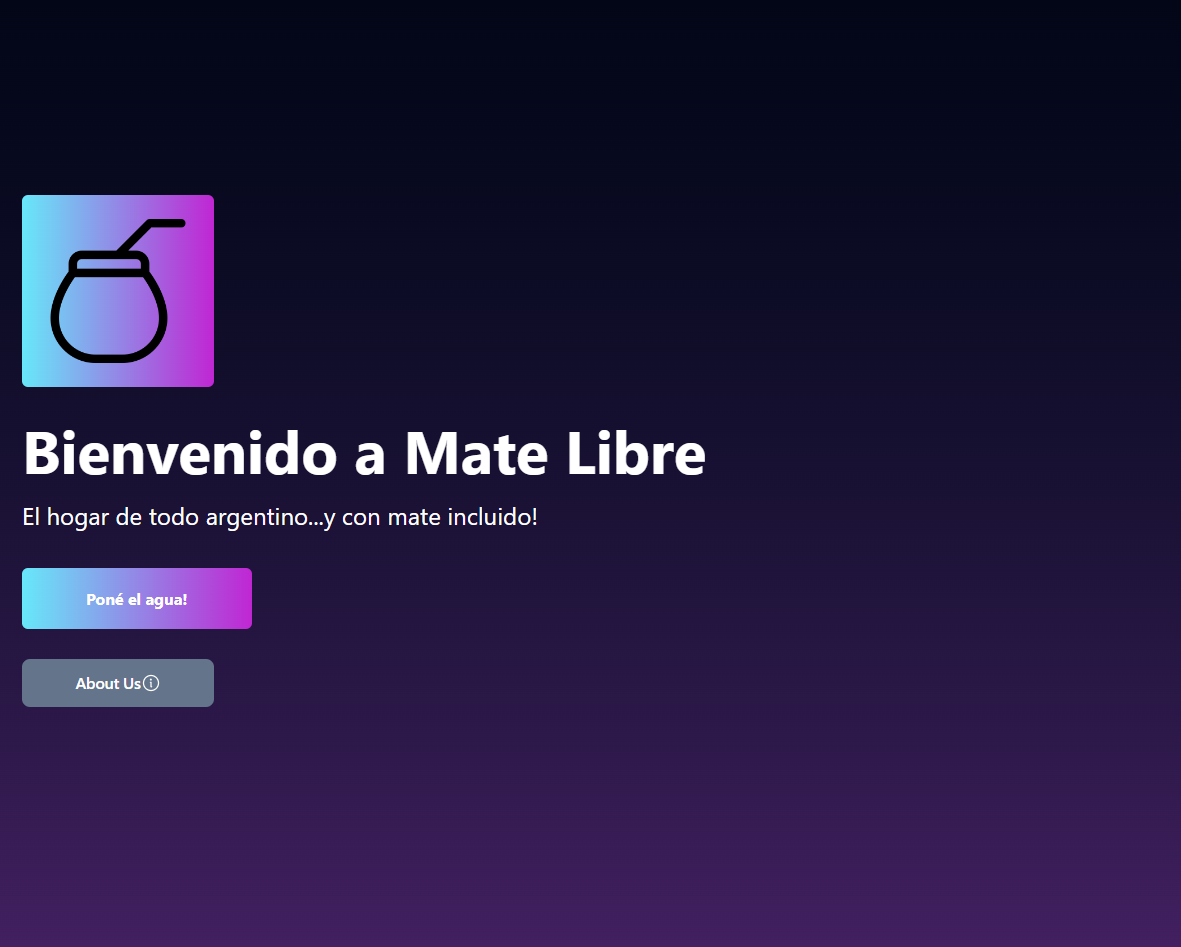 Bienvenido a Mate Libre
El hogar de todo argentino...y con mate incluido!
Poné el agua!
About Us